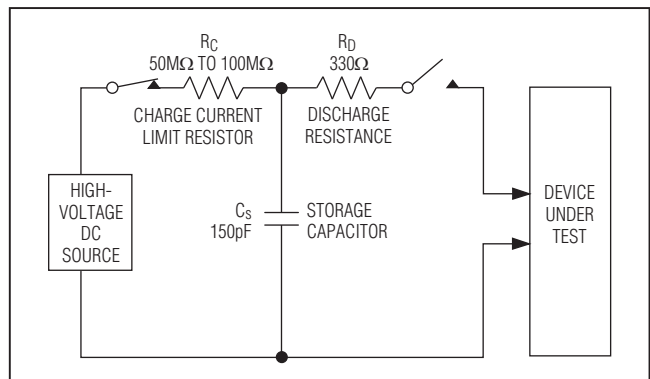 R_C
50MΩ TO 100MΩ
CHARGE CURRENT
LIMIT RESISTOR
R_D
330Ω
DISCHARGE
RESISTANCE
HIGH-
VOLTAGE
DC
SOURCE
C_S
150pF
STORAGE
CAPACITOR
DEVICE
UNDER
TEST